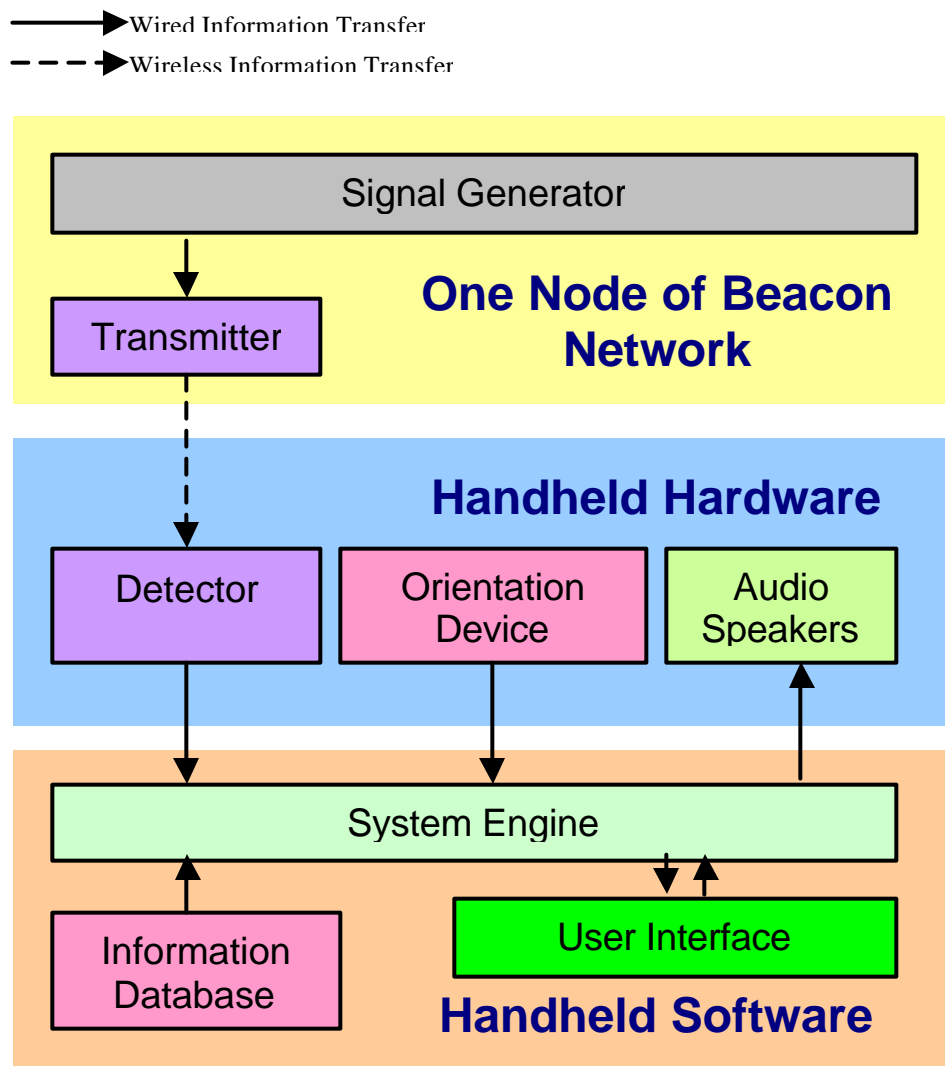 Wired Information Transfer
Wireless Information Transfer
Signal Generator
One Node of Beacon
Network
Transmitter
Handheld Hardware
Detector
Orientation
Device
Audio
Speakers
System Engine
Information
Database
User Interface
Handheld Software